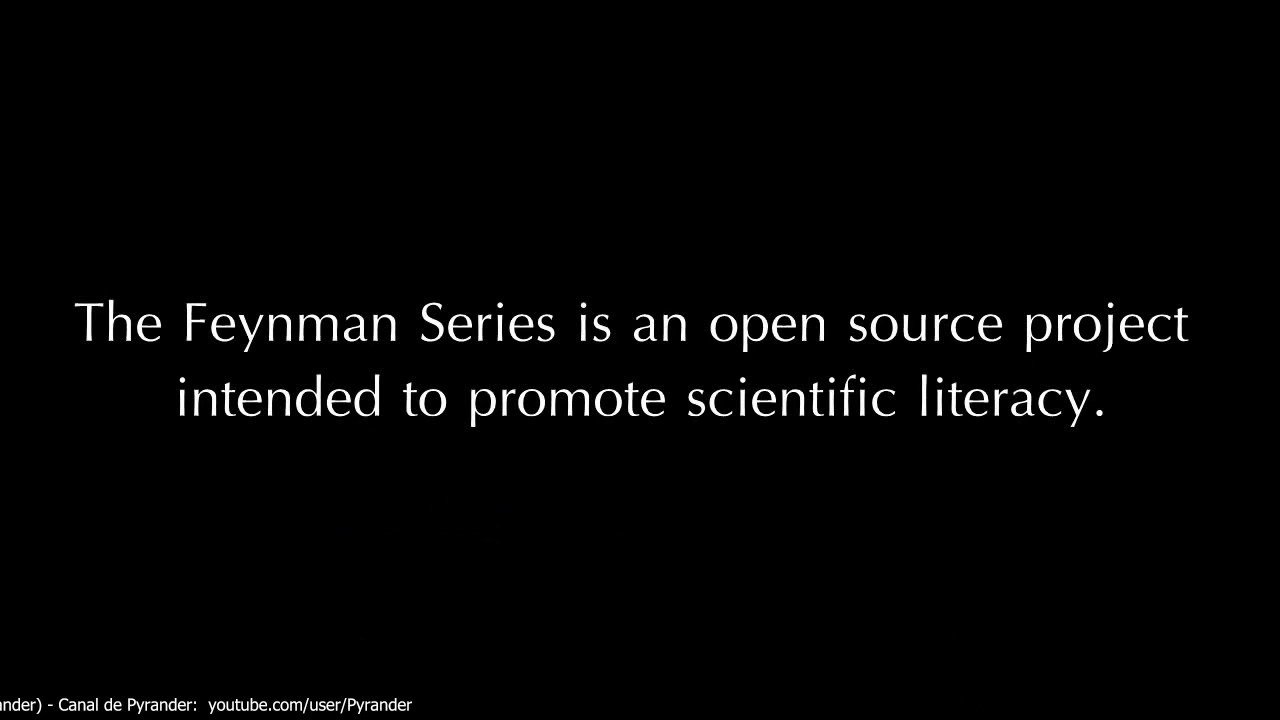 The Feynman Series is an open source project
intended to promote scientific literacy.
ander) - Canal de Pyrander: youtube.com/user/Pyrander